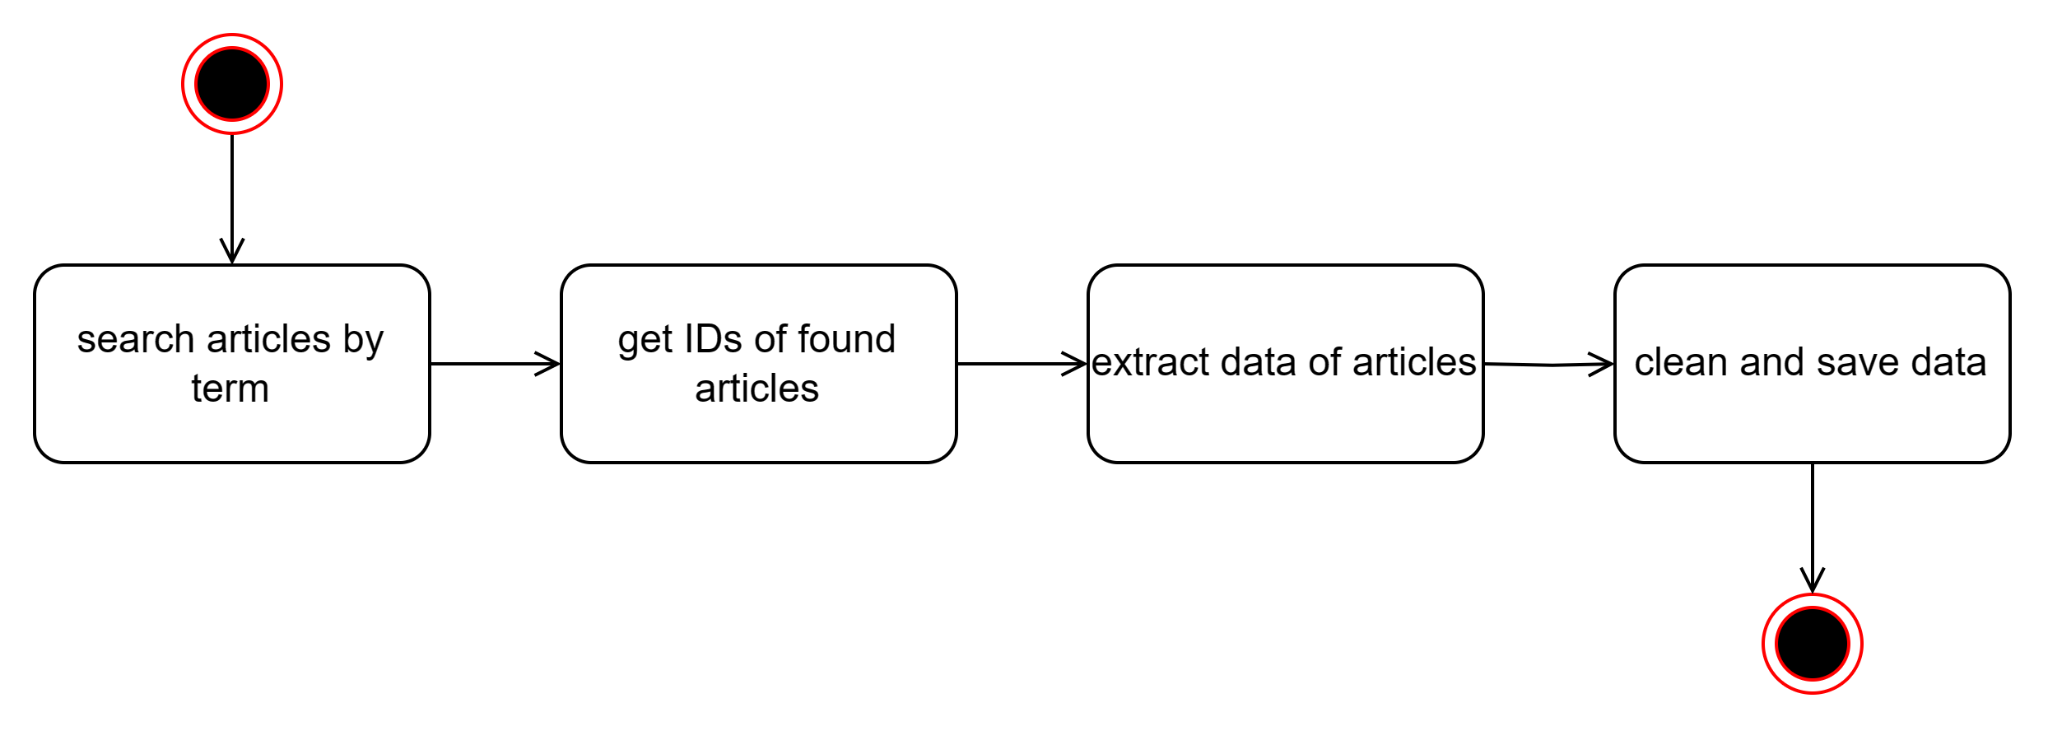 search articles by
term
get IDs of found
articles
extract data of articles
clean and save data